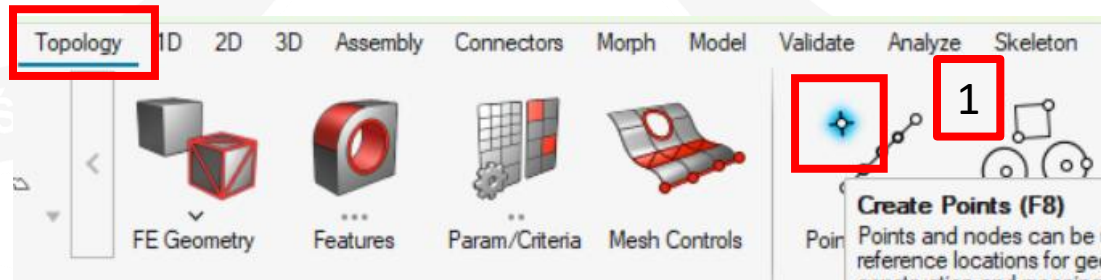 Topology 1D 2D 3D Assembly Connectors Morph Model Validate Analyze Skeleton
1
FE Geometry Features Param/Criteria Mesh Controls
Create Points (F8)
Points and nodes can be
reference locations for